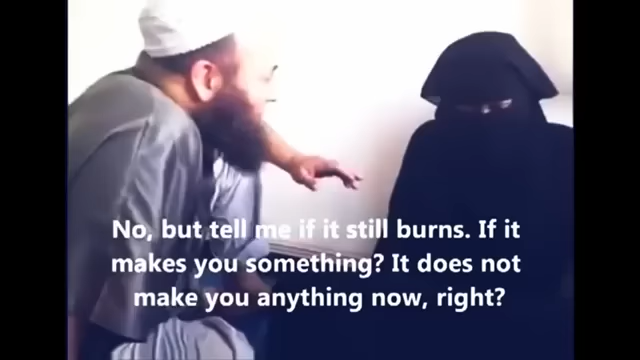 No, but tell me if it still burns. If it
makes you something? It does not
make you anything now, right?